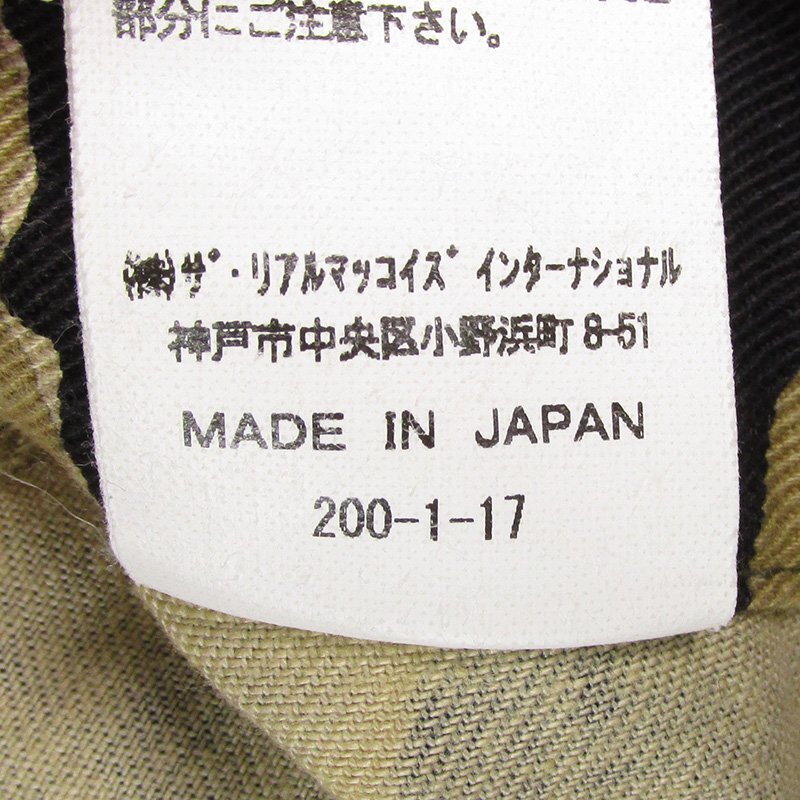 部分にご注意下さい。
㈱ｻﾞ・ﾘｱﾙﾏｯｺｲｽﾞ ｲﾝﾀｰﾅｼｮﾅﾙ
神戸市中央区小野浜町 8-51
MADE IN JAPAN
200-1-17